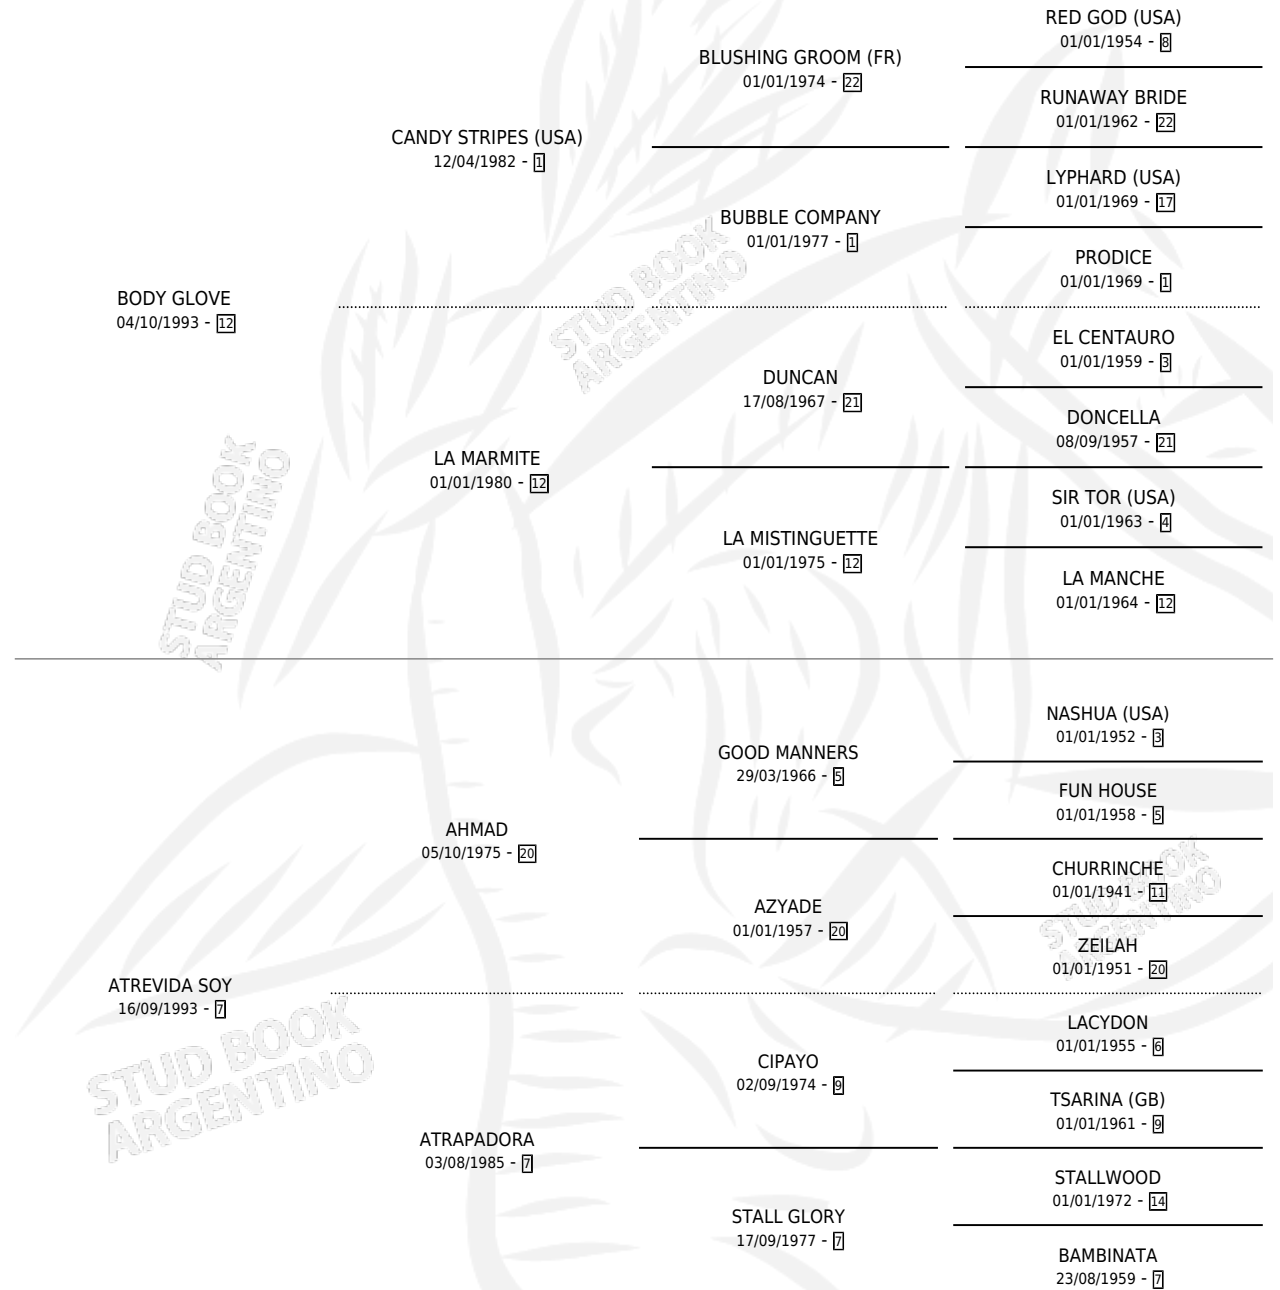 RED GOD (USA)
01/01/1954 - 8
BLUSHING GROOM (FR)
01/01/1974 - 22
RUNAWAY BRIDE
01/01/1962 - 22
CANDY STRIPES (USA)
12/04/1982 - 1
LYPHARD (USA)
01/01/1969 - 17
BUBBLE COMPANY
01/01/1977 - 1
PRODICE
01/01/1969 - 1
BODY GLOVE
04/10/1993 - 12
STUD BOOK
ARGENTINO
EL CENTAURO
01/01/1959 - 3
DUNCAN
17/08/1967 - 21
DONCELLA
08/09/1957 - 21
LA MARMITE
01/01/1980 - 12
SIR TOR (USA)
01/01/1963 - 4
LA MISTINGUETTE
01/01/1975 - 12
LA MANCHE
01/01/1964 - 12
STUD BOOK
ARGENTINO
NASHUA (USA)
01/01/1952 - 3
GOOD MANNERS
29/03/1966 - 5
FUN HOUSE
01/01/1958 - 5
AHMAD
05/10/1975 - 20
CHURRINCHE
01/01/1941 - 11
AZYADE
01/01/1957 - 20
STUD BOOK
ARGENTINO
ZEILAH
01/01/1951 - 20
ATREVIDA SOY
16/09/1993 - 7
LACYDON
01/01/1955 - 6
CIPAYO
02/09/1974 - 9
STUD BOOK
ARGENTINO
TSARINA (GB)
01/01/1961 - 9
ATRAPADORA
03/08/1985 - 7
STALLWOOD
01/01/1972 - 14
STALL GLORY
17/09/1977 - 7
BAMBINATA
23/08/1959 - 7